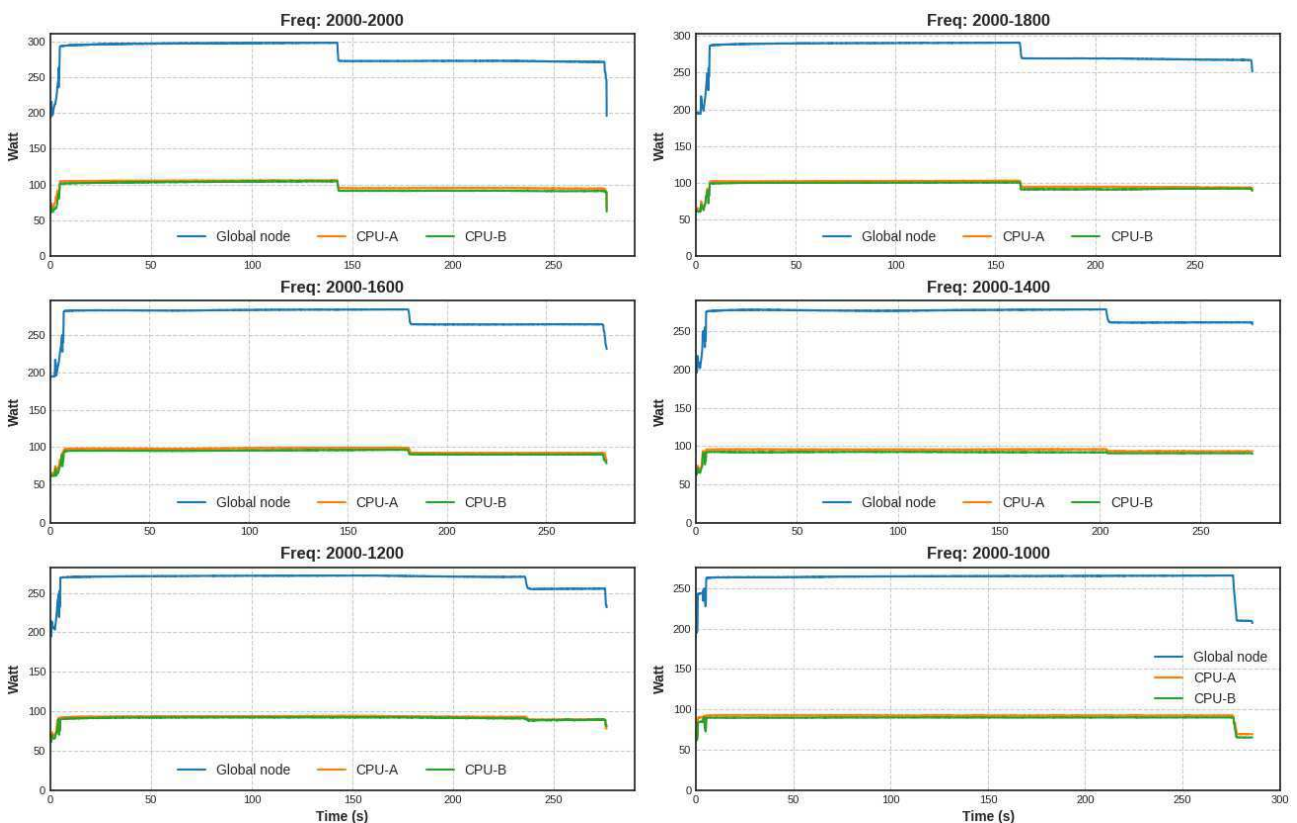 Freq: 2000-2000
300
250
200
150
100
50
0
Watt
Global node
CPU-A
CPU-B
0 50 100 150 200 250
Freq: 2000-1800
300
250
200
150
100
50
0
Watt
Global node
CPU-A
CPU-B
0 50 100 150 200 250
Freq: 2000-1600
250
200
150
100
50
0
Watt
Global node
CPU-A
CPU-B
0 50 100 150 200 250
Freq: 2000-1400
250
200
150
100
50
0
Watt
Global node
CPU-A
CPU-B
0 50 100 150 200 250
Freq: 2000-1200
250
200
150
100
50
0
Watt
Global node
CPU-A
CPU-B
0 50 100 150 200 250
Time (s)
Freq: 2000-1000
250
200
150
100
50
0
Watt
Global node
CPU-A
CPU-B
0 50 100 150 200 250 300
Time (s)